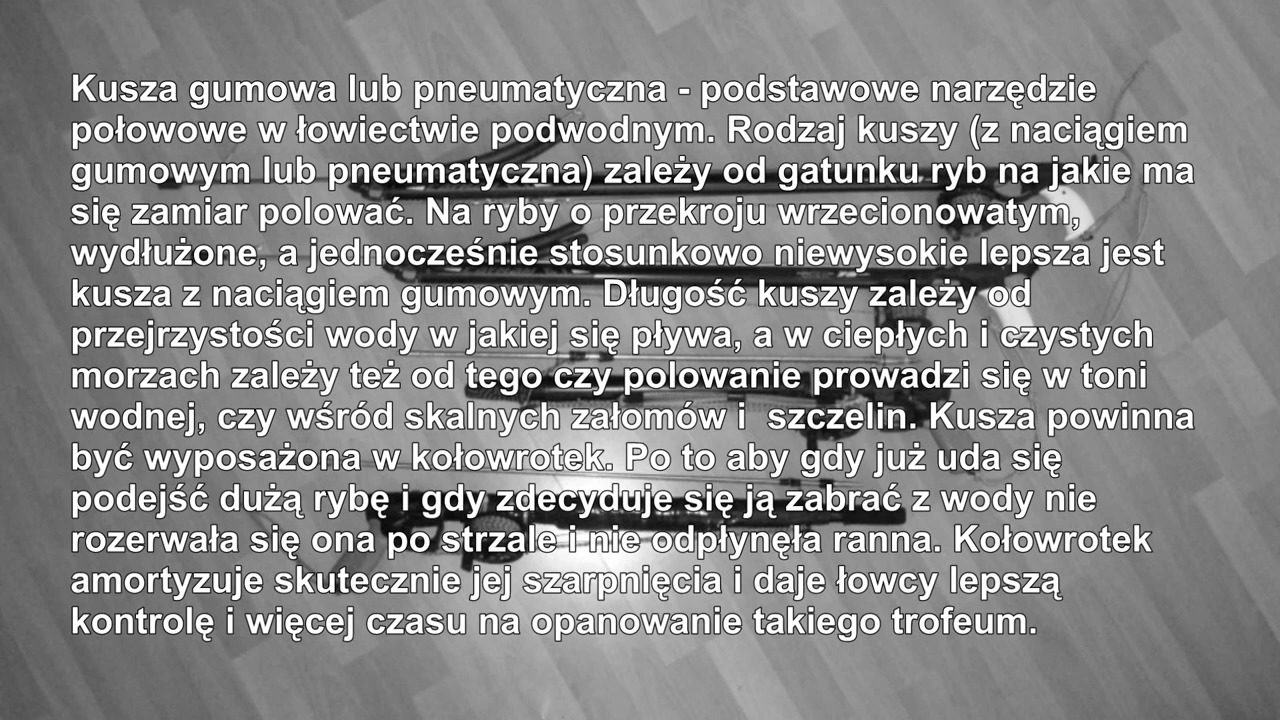 Kusza gumowa lub pneumatyczna - podstawowe narzędzie
połowowe w łowiectwie podwodnym. Rodzaj kuszy (z naciągiem
gumowym lub pneumatyczna) zależy od gatunku ryb na jakie ma
się zamiar polować. Na ryby o przekroju wrzecionowatym,
wydłużone, a jednocześnie stosunkowo niewysokie lepsza jest
kusza z naciągiem gumowym. Długość kuszy zależy od
przejrzystości wody w jakiej się pływa, a w ciepłych i czystych
morzach zależy też od tego czy polowanie prowadzi się w toni
wodnej, czy wśród skalnych załomów i  szczelin. Kusza powinna
być wyposażona w kołowrotek. Po to aby gdy już uda się
podejść dużą rybę i gdy zdecyduje się ją zabrać z wody nie
rozerwała się ona po strzale i nie odpłynęła ranna. Kołowrotek
amortyzuje skutecznie jej szarpnięcia i daje łowcy lepszą
kontrolę i więcej czasu na opanowanie takiego trofeum.